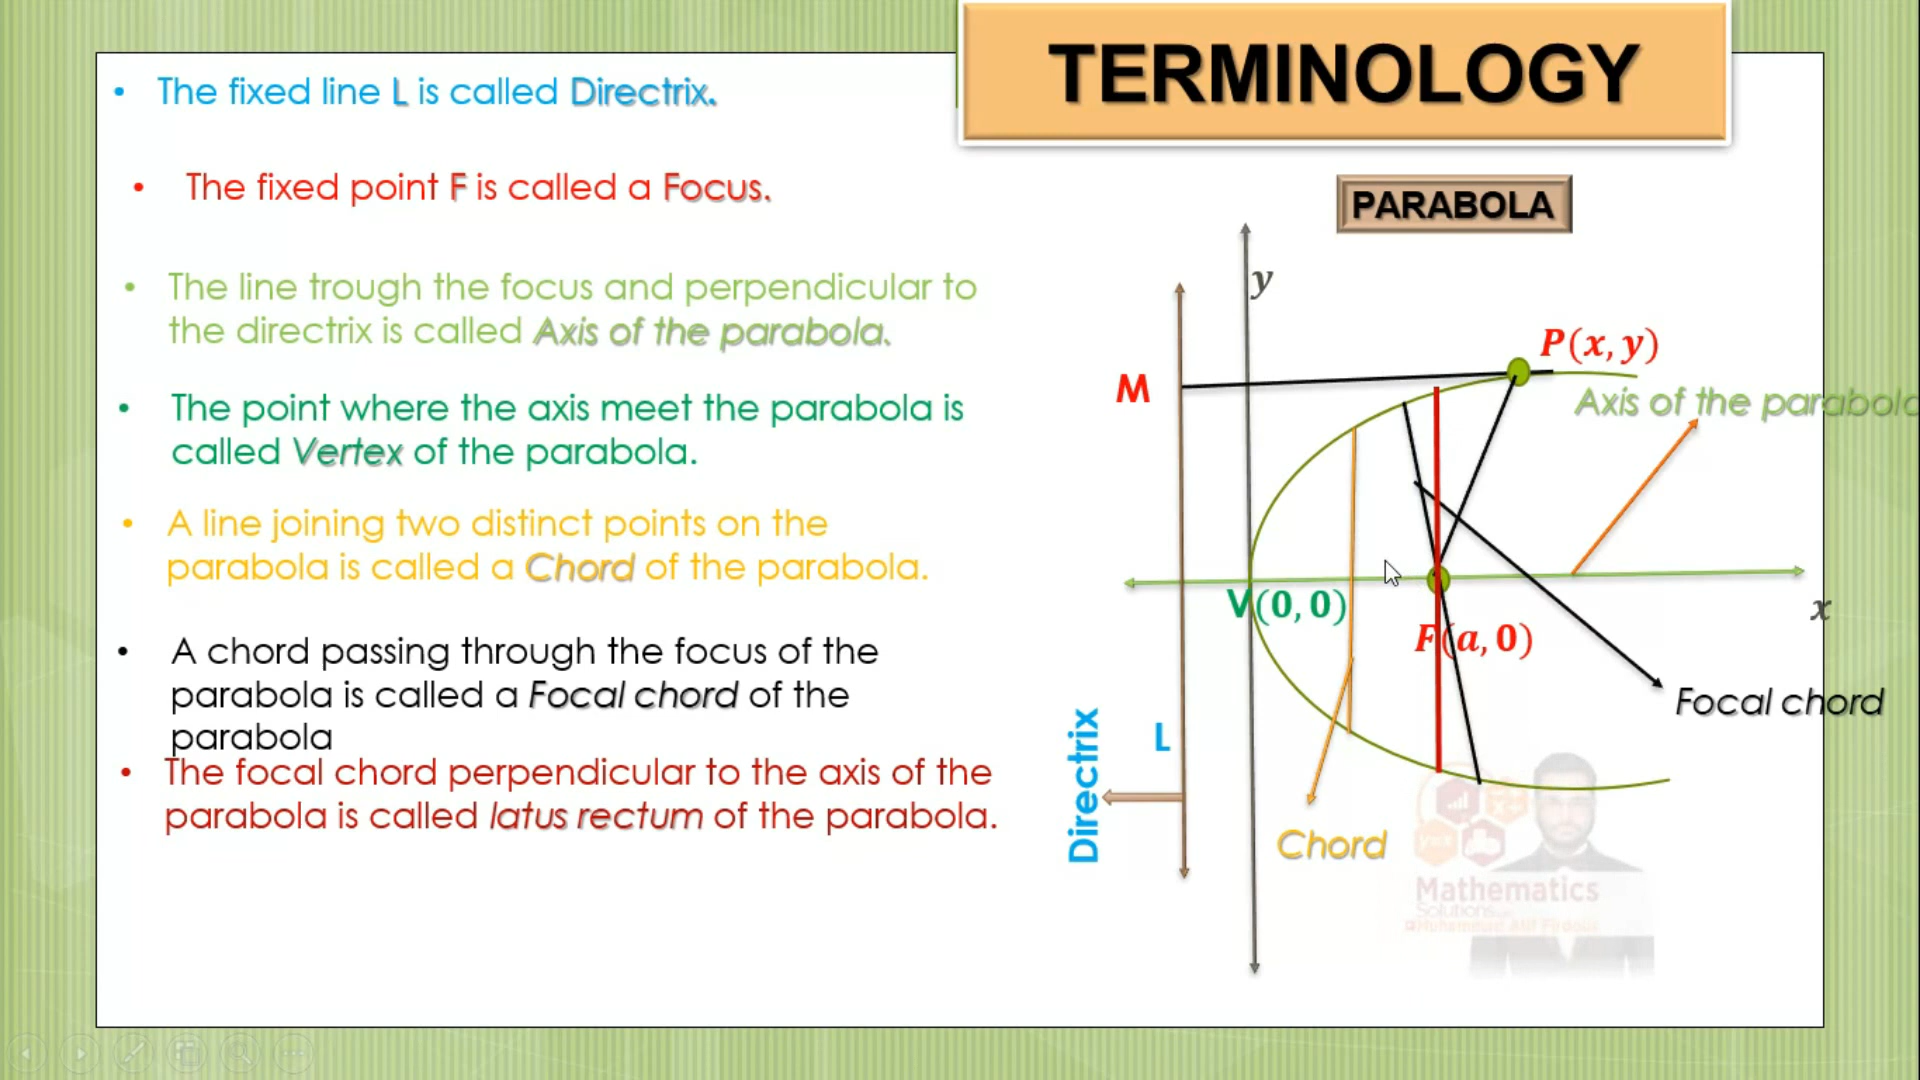 TERMINOLOGY
• The fixed line L is called Directrix.
• The fixed point F is called a Focus.
• The line trough the focus and perpendicular to
the directrix is called Axis of the parabola.
• The point where the axis meet the parabola is
called Vertex of the parabola.
• A line joining two distinct points on the
parabola is called a Chord of the parabola.
• A chord passing through the focus of the
parabola is called a Focal chord of the
parabola
• The focal chord perpendicular to the axis of the
parabola is called latus rectum of the parabola.
PARABOLA
y
P(x, y)
M
Axis of the parabola
V(0, 0)
x
F(a, 0)
Focal chord
L
Directrix
Chord
y=x
Mathematics
Solutions
Muhammad Atif Firdous